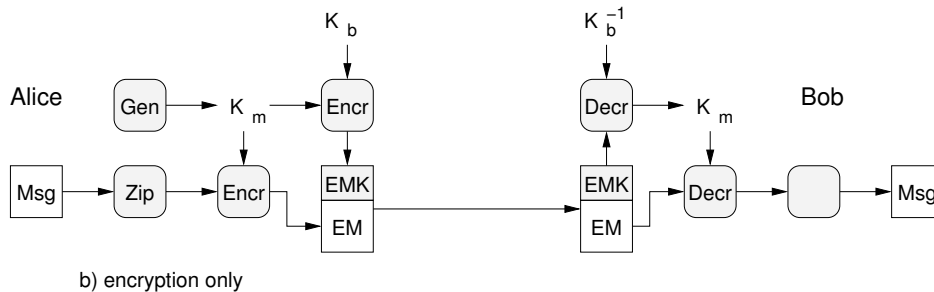 K b
K b −1
Alice
Gen
K m
Encr
Decr
K m
Bob
Msg
Zip
Encr
EMK
EM
EMK
EM
Decr
Msg
b) encryption only